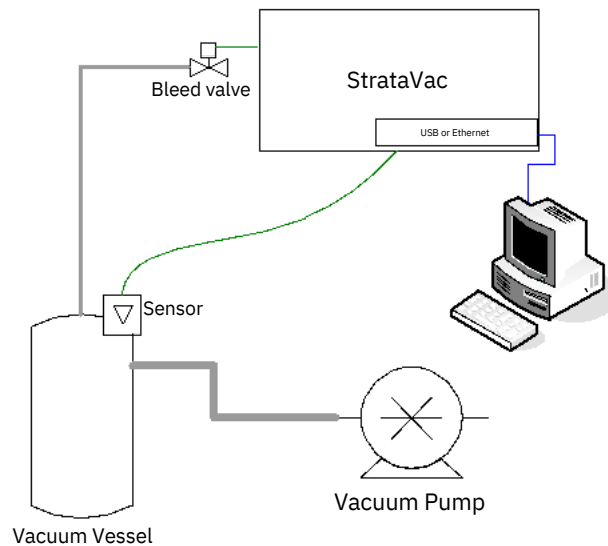 StrataVac
Bleed valve
USB or Ethernet
Sensor
Vacuum Pump
Vacuum Vessel